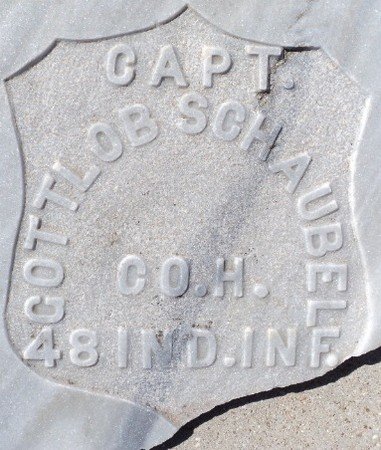 CAPT.
GOTTLOB SCHAUBEL
CO.H.
48 IND.INF.